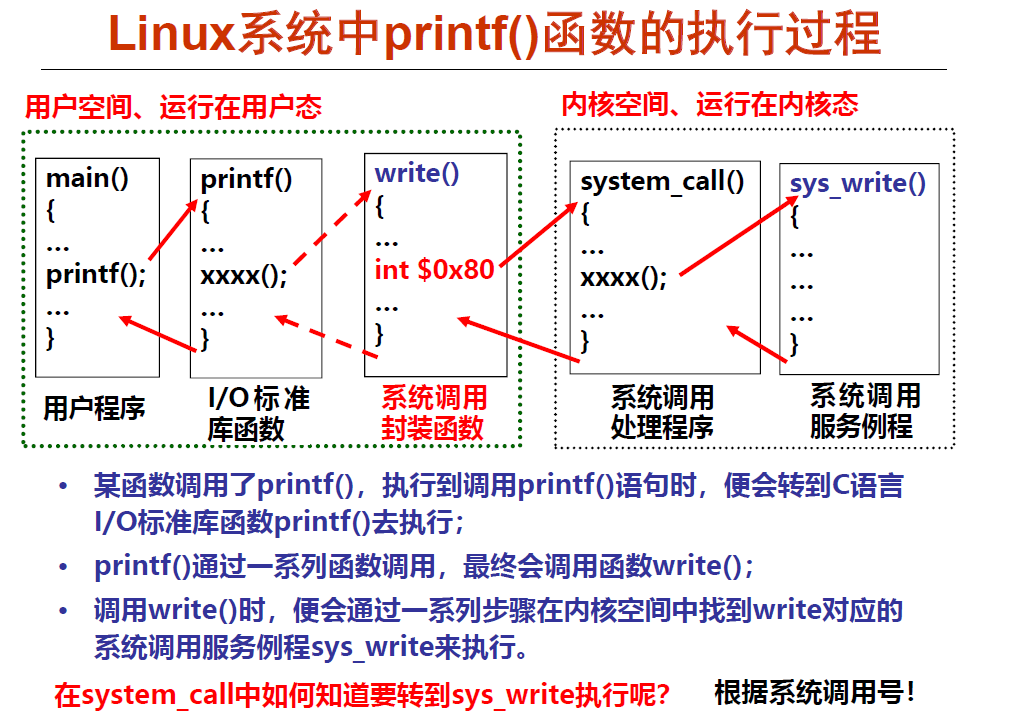 Linux系统中printf()函数的执行过程
用户空间、运行在用户态
内核空间、运行在内核态
main()
{
...
printf();
...
}
用户程序
printf()
{
...
xxxx();
...
}
I/O标准
库函数
write()
{
...
int $0x80
...
}
系统调用
封装函数
system_call()
{
...
xxxx();
...
}
系统调用
处理程序
sys_write()
{
...
...
...
}
系统调用
服务例程
• 某函数调用了printf()，执行到调用printf()语句时，便会转到C语言
I/O标准库函数printf()去执行；
• printf()通过一系列函数调用，最终会调用函数write()；
• 调用write()时，便会通过一系列步骤在内核空间中找到write对应的
系统调用服务例程sys_write来执行。
在system_call中如何知道要转到sys_write执行呢？
根据系统调用号！